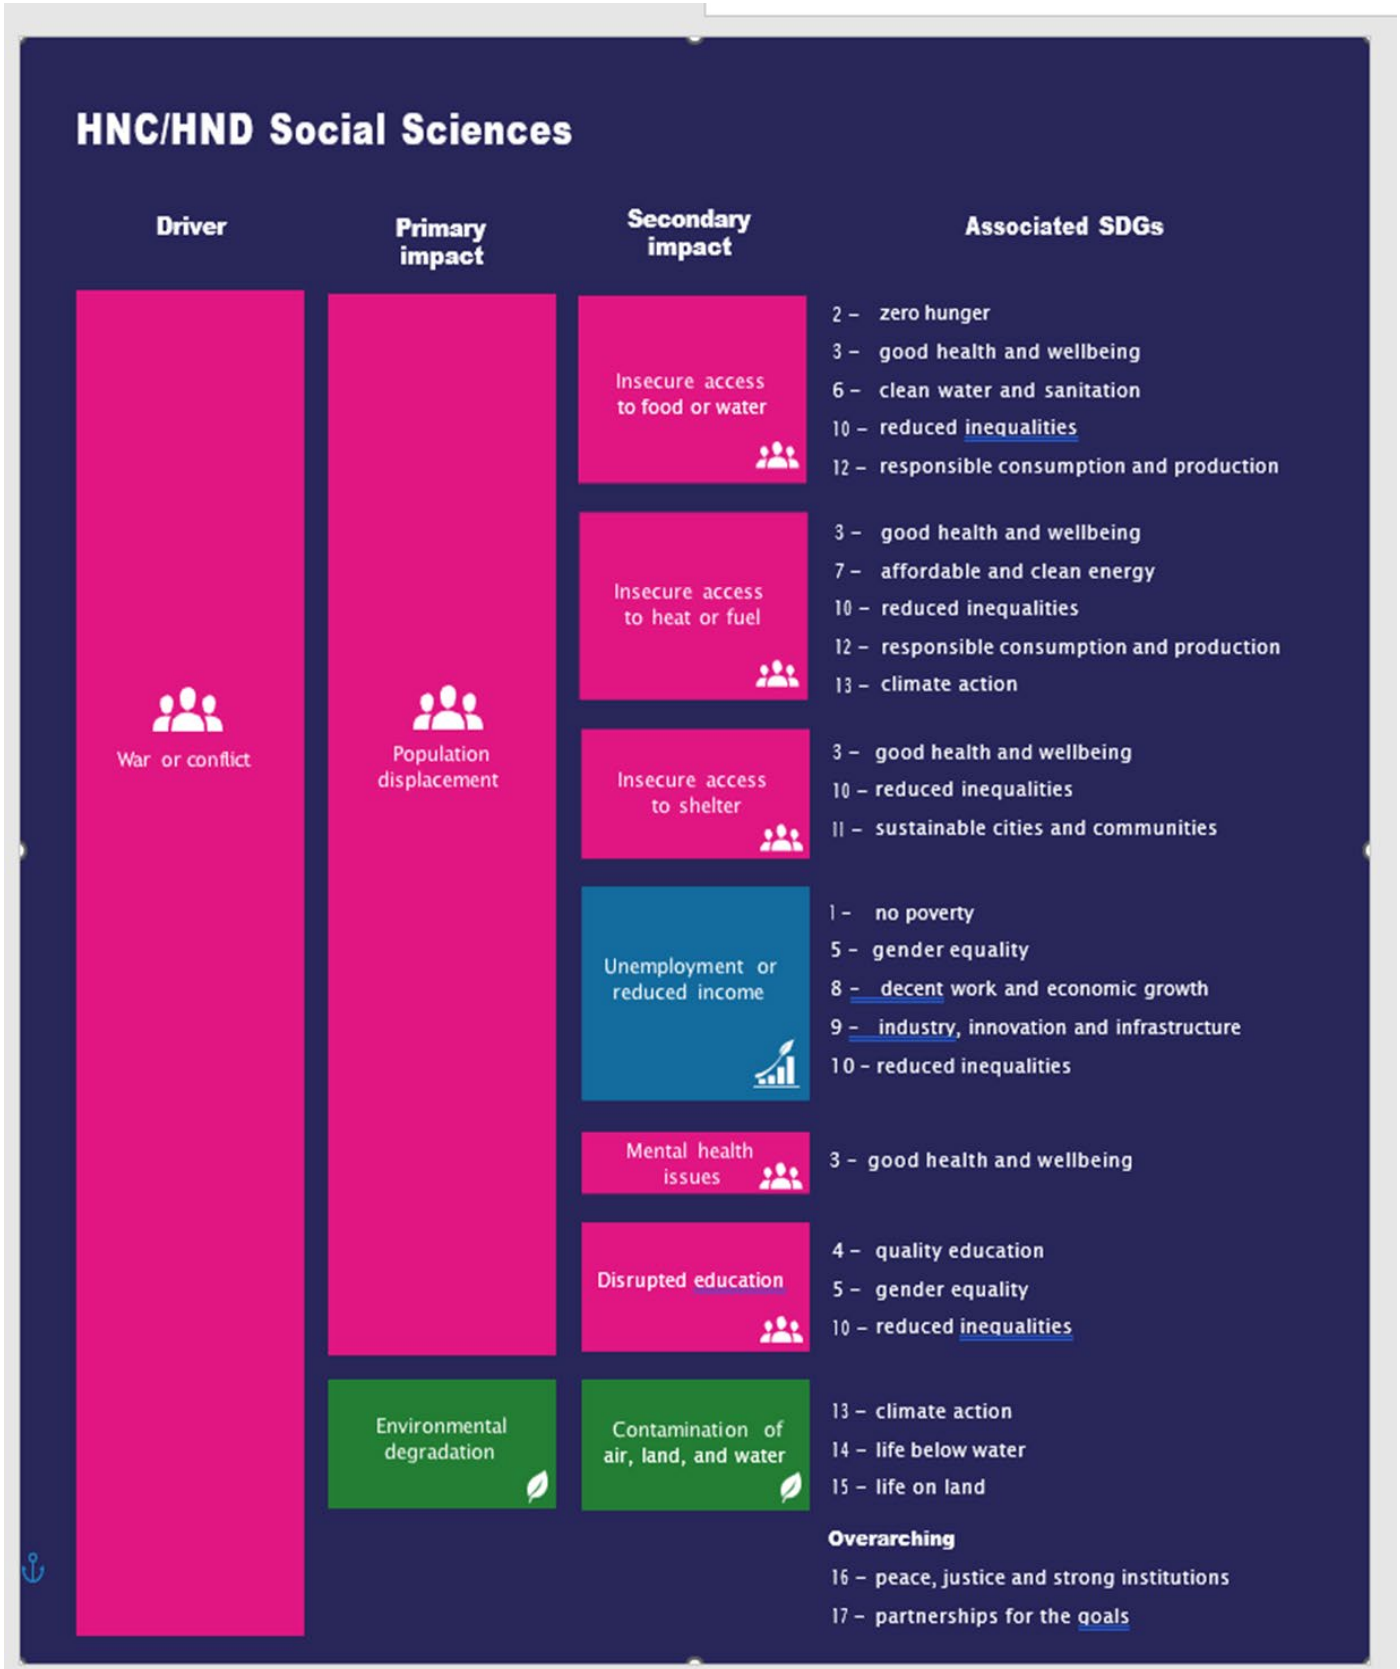 HNC/HND Social Sciences
Driver
Primary
impact
Secondary
impact
Associated SDGs
War or conflict
Population
displacement
Insecure access
to food or water
2 – zero hunger
3 – good health and wellbeing
6 – clean water and sanitation
10 – reduced inequalities
12 – responsible consumption and production
Insecure access
to heat or fuel
3 – good health and wellbeing
7 – affordable and clean energy
10 – reduced inequalities
12 – responsible consumption and production
13 – climate action
Insecure access
to shelter
3 – good health and wellbeing
10 – reduced inequalities
11 – sustainable cities and communities
Unemployment or
reduced income
1 – no poverty
5 – gender equality
8 – decent work and economic growth
9 – industry, innovation and infrastructure
10 – reduced inequalities
Mental health
issues
3 – good health and wellbeing
Disrupted education
4 – quality education
5 – gender equality
10 – reduced inequalities
Environmental
degradation
Contamination of
air, land, and water
13 – climate action
14 – life below water
15 – life on land
Overarching
16 – peace, justice and strong institutions
17 – partnerships for the goals